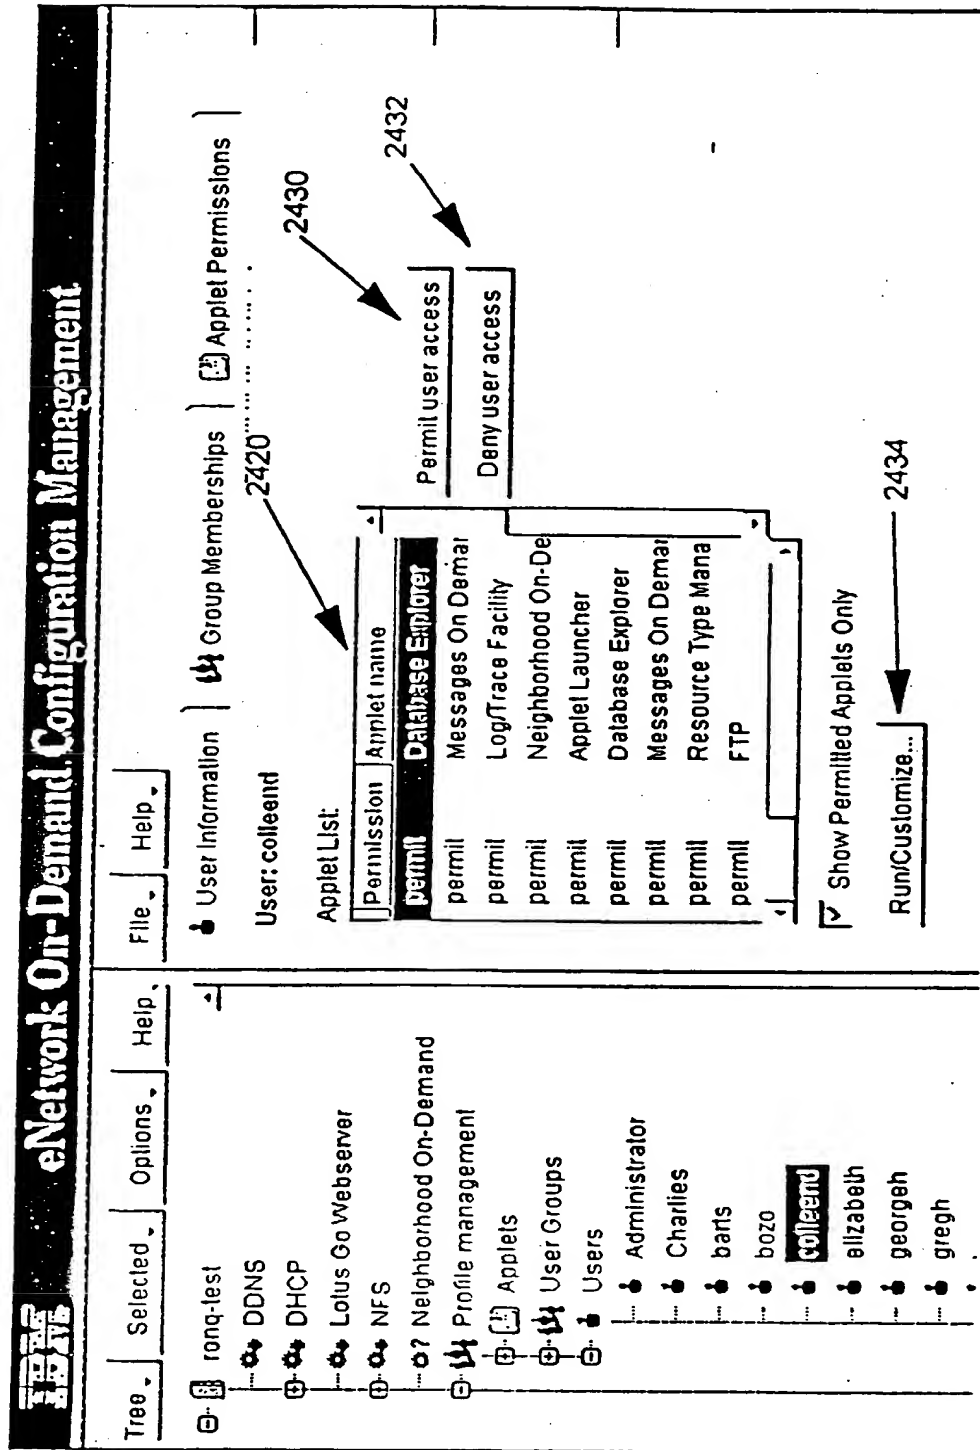 IBM eNetwork On-Demand Configuration Management
Tree Selected Options Help
ronq-test
DDNS
DHCP
Lotus Go Webserver
NFS
? Neighborhood On-Demand
Profile management
Applets
User Groups
Users
Administrator
Charlies
barts
bozo
colleend
elizabeth
georgeh
gregh
File Help
User Information Group Memberships Applet Permissions
User: colleend
Applet List:
2420
Permission Applet name
permit Database Explorer
permit Messages On Demar
permit Log/Trace Facility
permit Neighborhood On-De
permit Applet Launcher
permit Database Explorer
permit Messages On Demar
permit Resource Type Mana
permit FTP
Permit user access
2430
Deny user access
2432
Show Permitted Applets Only
Run/Customize...
2434